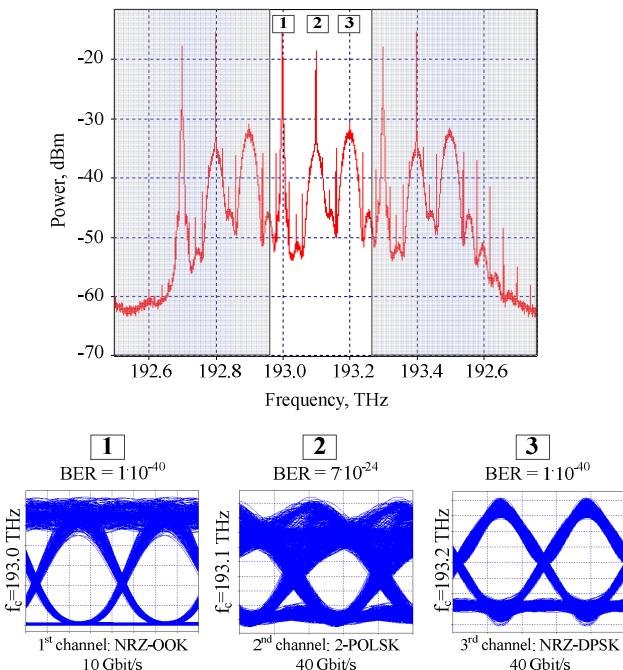 1 2 3
-20
-30
-40
-50
-60
-70
Power, dBm
192.6 192.8 193.0 193.2 193.4 192.6
Frequency, THz
1 2 3
BER = 1·10-40 BER = 7·10-24 BER = 1·10-40
fc=193.0 THz fc=193.1 THz fc=193.2 THz
1st channel: NRZ-OOK 2nd channel: 2-POLSK 3rd channel: NRZ-DPSK
10 Gbit/s 40 Gbit/s 40 Gbit/s